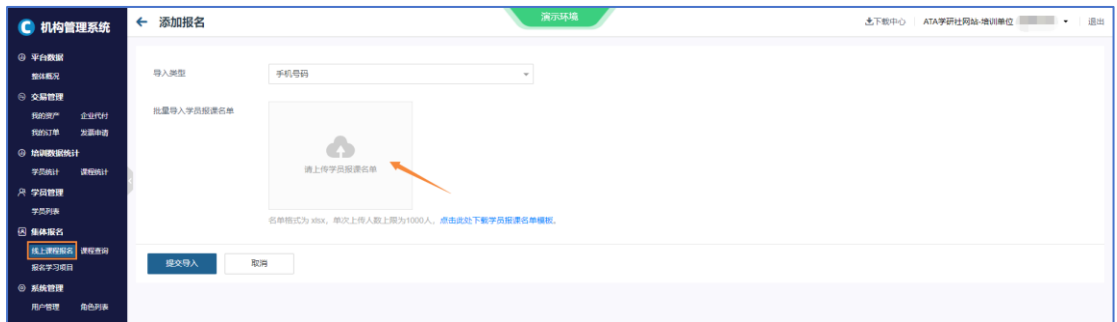 机构管理系统
← 添加报名
演示环境
下载中心 ATA学研社网站-培训单位 退出
平台数据
整体概况
交易管理
我的资产 企业代付
我的订单 发票申请
培训数据统计
学员统计 课程统计
学员管理
学员列表
集体报名
线上课程报名 课程查询
报名学习项目
系统管理
用户管理 角色列表
导入类型 手机号码
批量导入学员报课名单
请上传学员报课名单
名单格式为 xlsx，单次上传人数上限为1000人，点击此处下载学员报课名单模板。
提交导入 取消